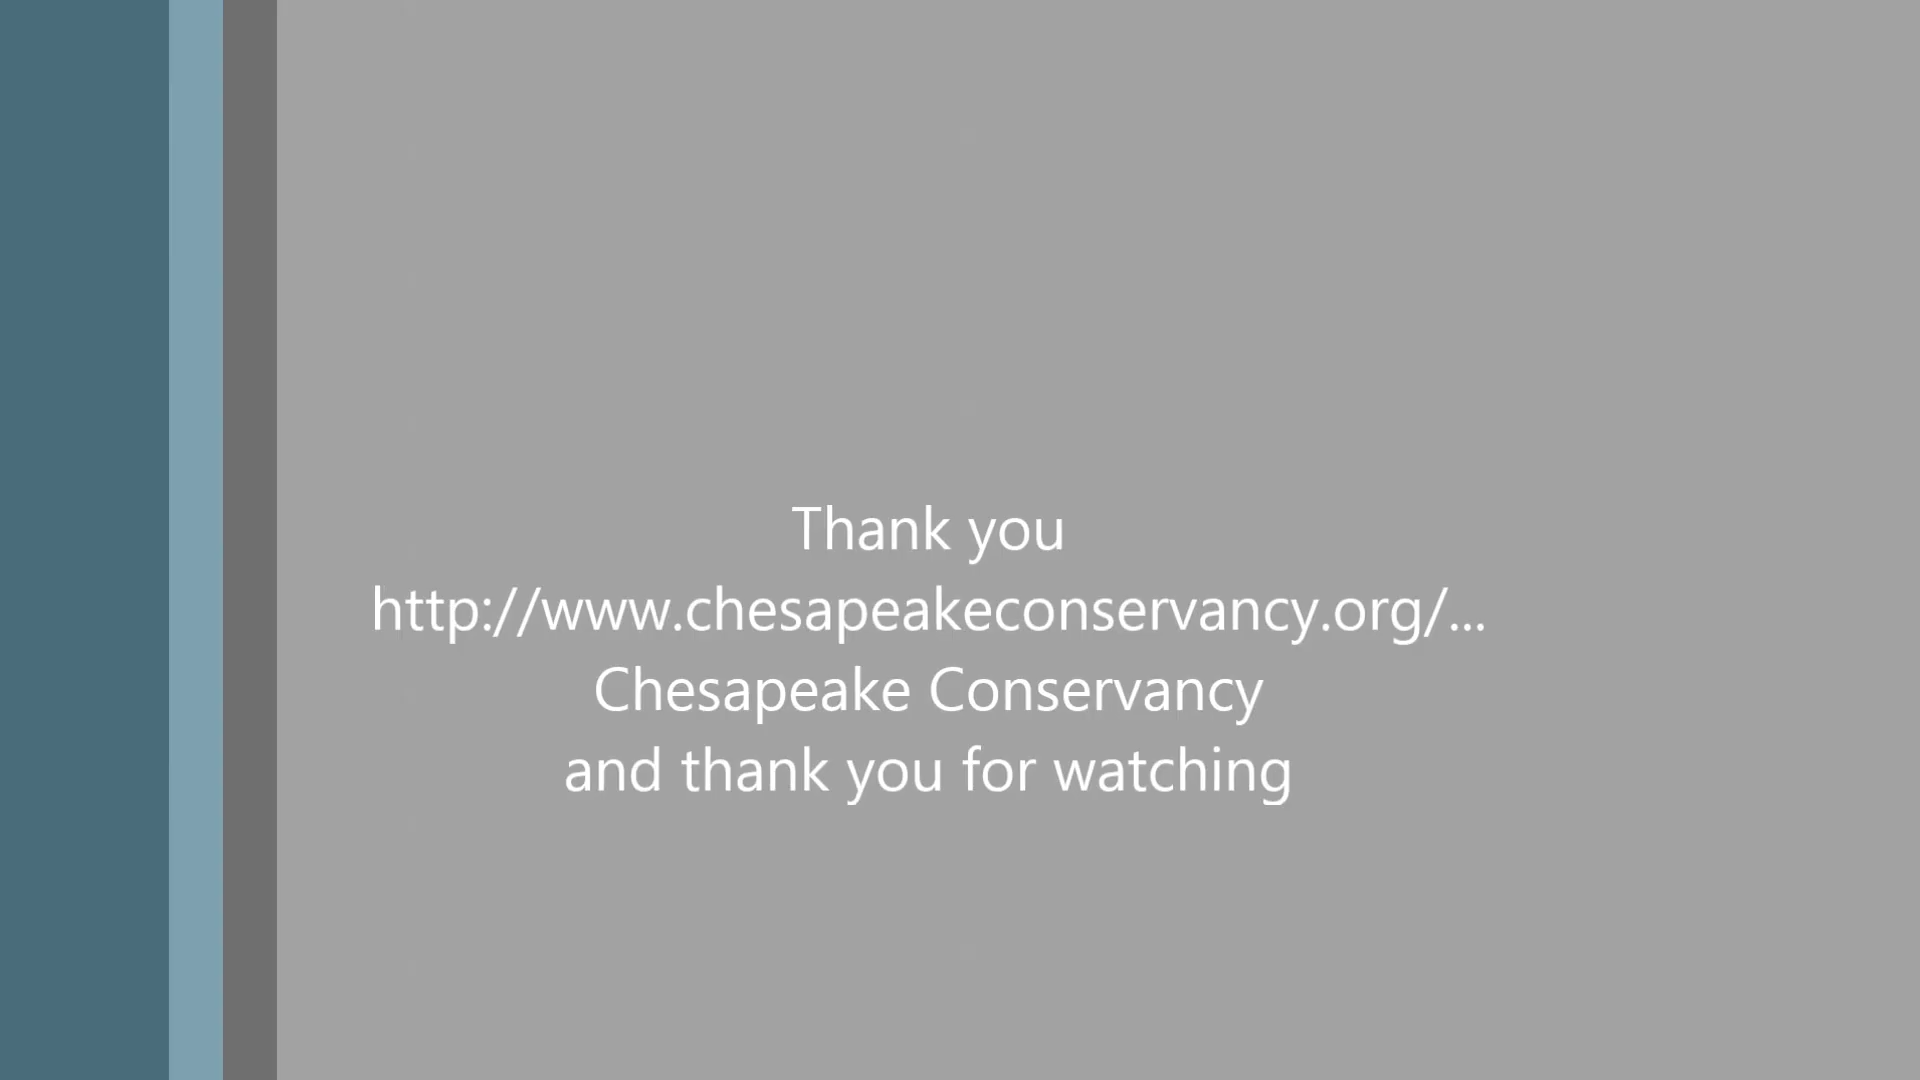 Thank you
http://www.chesapeakeconservancy.org/...
Chesapeake Conservancy
and thank you for watching